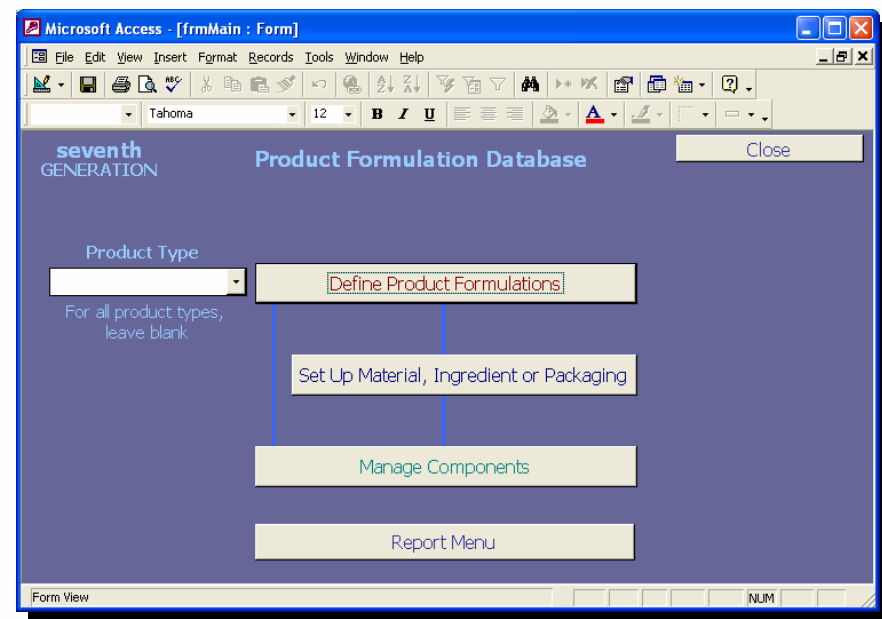 Microsoft Access - [frmMain : Form]
File Edit View Insert Format Records Tools Window Help
Tahoma 12 B I U A
seventh
GENERATION
Product Formulation Database
Close
Product Type
Define Product Formulations
For all product types,
leave blank
Set Up Material, Ingredient or Packaging
Manage Components
Report Menu
Form View NUM